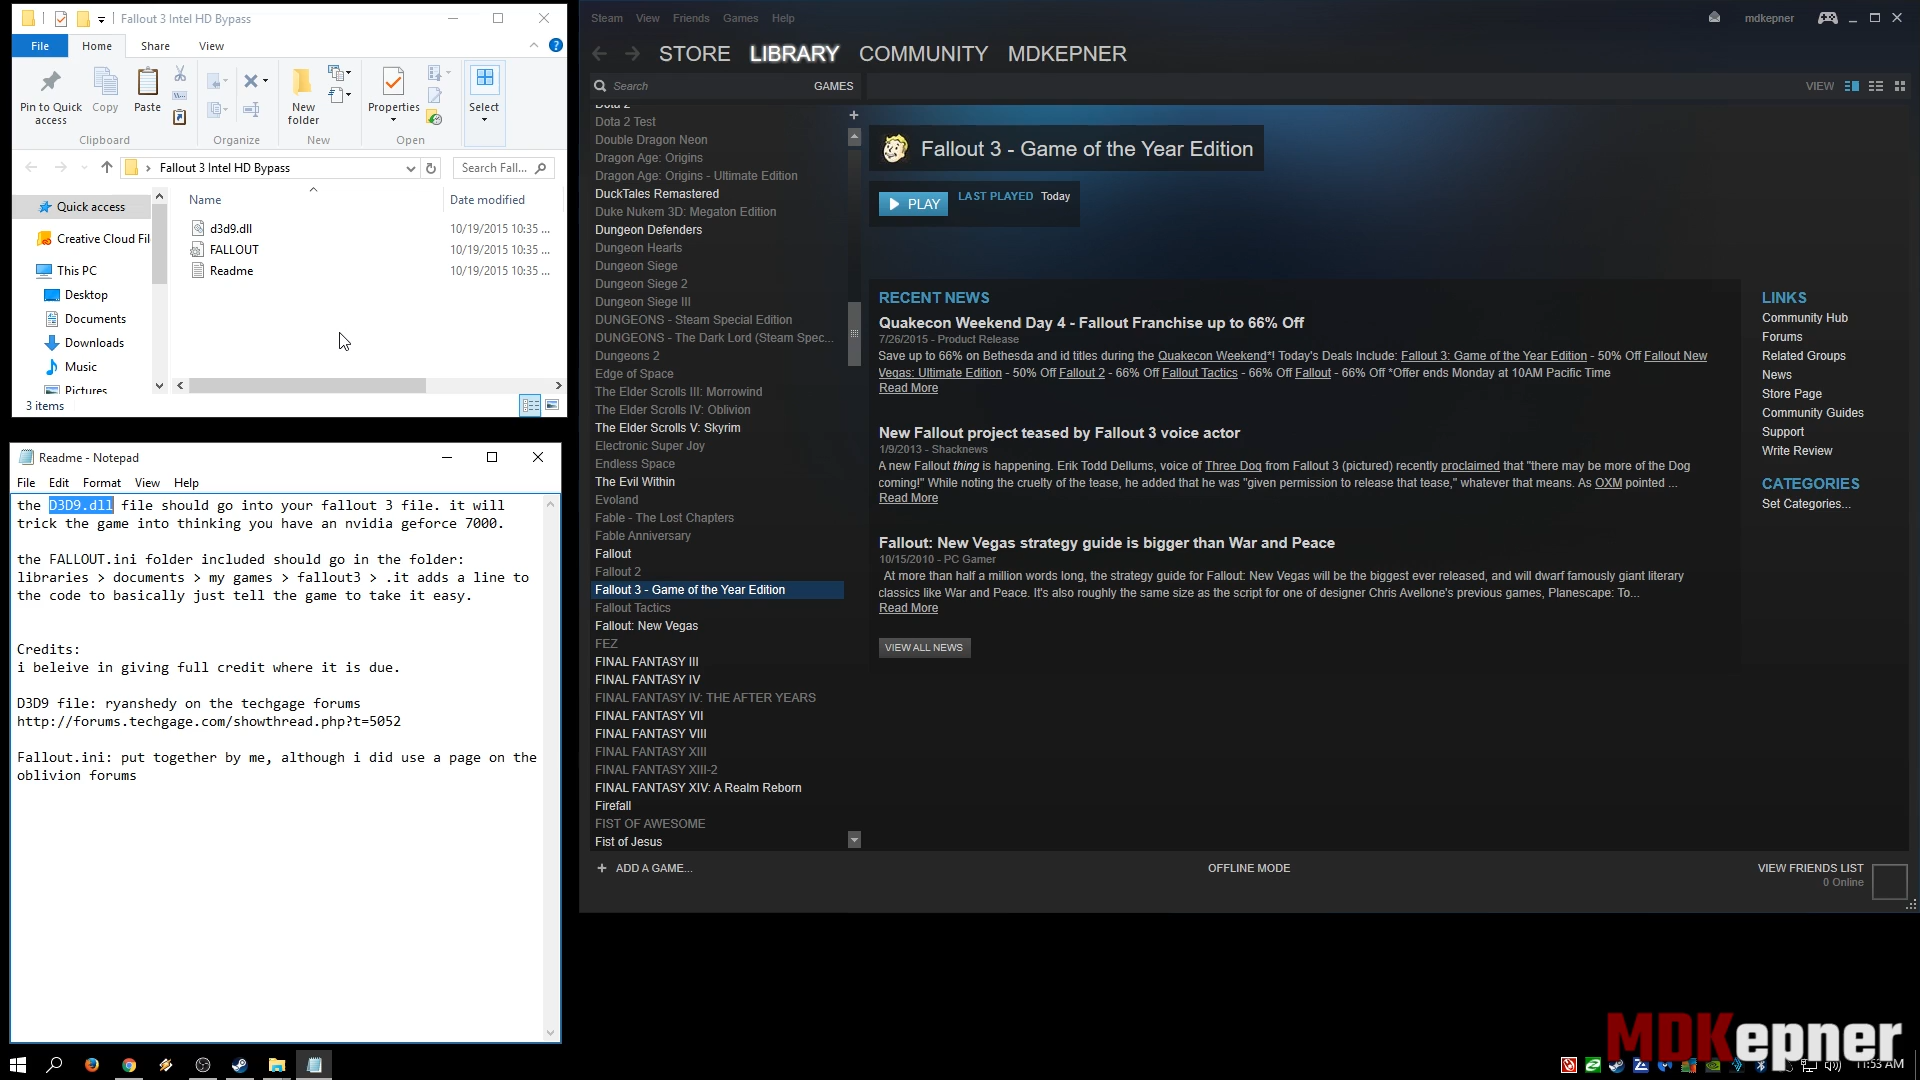 Fallout 3 Intel HD Bypass
File
Home
Share
View
Pin to Quick access
Copy
Paste
Clipboard
Organize
New folder
New
Properties
Open
Select
Fallout 3 Intel HD Bypass
Search Fall...
Quick access
Creative Cloud Fil
This PC
Desktop
Documents
Downloads
Music
Pictures
Name
Date modified
d3d9.dll
10/19/2015 10:35 ...
FALLOUT
10/19/2015 10:35 ...
Readme
10/19/2015 10:35 ...
3 items
Readme - Notepad
File Edit Format View Help
the D3D9.dll file should go into your fallout 3 file. it will
trick the game into thinking you have an nvidia geforce 7000.
the FALLOUT.ini folder included should go in the folder:
libraries > documents > my games > fallout3 > .it adds a line to
the code to basically just tell the game to take it easy.
Credits:
i beleive in giving full credit where it is due.
D3D9 file: ryanshedy on the techgage forums
http://forums.techgage.com/showthread.php?t=5052
Fallout.ini: put together by me, although i did use a page on the
oblivion forums
Steam View Friends Games Help
mdkepner
STORE LIBRARY COMMUNITY MDKEPNER
Search
GAMES
VIEW
Dota 2
Dota 2 Test
Double Dragon Neon
Dragon Age: Origins
Dragon Age: Origins - Ultimate Edition
DuckTales Remastered
Duke Nukem 3D: Megaton Edition
Dungeon Defenders
Dungeon Hearts
Dungeon Siege
Dungeon Siege 2
Dungeon Siege III
DUNGEONS - Steam Special Edition
DUNGEONS - The Dark Lord (Steam Spec...
Dungeons 2
Edge of Space
The Elder Scrolls III: Morrowind
The Elder Scrolls IV: Oblivion
The Elder Scrolls V: Skyrim
Electronic Super Joy
Endless Space
The Evil Within
Evoland
Fable - The Lost Chapters
Fable Anniversary
Fallout
Fallout 2
Fallout 3 - Game of the Year Edition
Fallout Tactics
Fallout: New Vegas
FEZ
FINAL FANTASY III
FINAL FANTASY IV
FINAL FANTASY IV: THE AFTER YEARS
FINAL FANTASY VII
FINAL FANTASY VIII
FINAL FANTASY XIII
FINAL FANTASY XIII-2
FINAL FANTASY XIV: A Realm Reborn
Firefall
FIST OF AWESOME
Fist of Jesus
+ ADD A GAME...
Fallout 3 - Game of the Year Edition
PLAY
LAST PLAYED Today
RECENT NEWS
Quakecon Weekend Day 4 - Fallout Franchise up to 66% Off
7/26/2015 - Product Release
Save up to 66% on Bethesda and id titles during the Quakecon Weekend*! Today's Deals Include: Fallout 3: Game of the Year Edition - 50% Off Fallout New
Vegas: Ultimate Edition - 50% Off Fallout 2 - 66% Off Fallout Tactics - 66% Off Fallout - 66% Off *Offer ends Monday at 10AM Pacific Time
Read More
New Fallout project teased by Fallout 3 voice actor
1/9/2013 - Shacknews
A new Fallout thing is happening. Erik Todd Dellums, voice of Three Dog from Fallout 3 (pictured) recently proclaimed that "there may be more of the Dog
coming!" While noting the cruelty of the tease, he added that he was "given permission to release that tease," whatever that means. As OXM pointed ...
Read More
Fallout: New Vegas strategy guide is bigger than War and Peace
10/15/2010 - PC Gamer
At more than half a million words long, the strategy guide for Fallout: New Vegas will be the biggest ever released, and will dwarf famously giant literary
classics like War and Peace. It's also roughly the same size as the script for one of designer Chris Avellone's previous games, Planescape: To...
Read More
VIEW ALL NEWS
LINKS
Community Hub
Forums
Related Groups
News
Store Page
Community Guides
Support
Write Review
CATEGORIES
Set Categories...
OFFLINE MODE
VIEW FRIENDS LIST
0 Online
MDKepner
11:53 AM